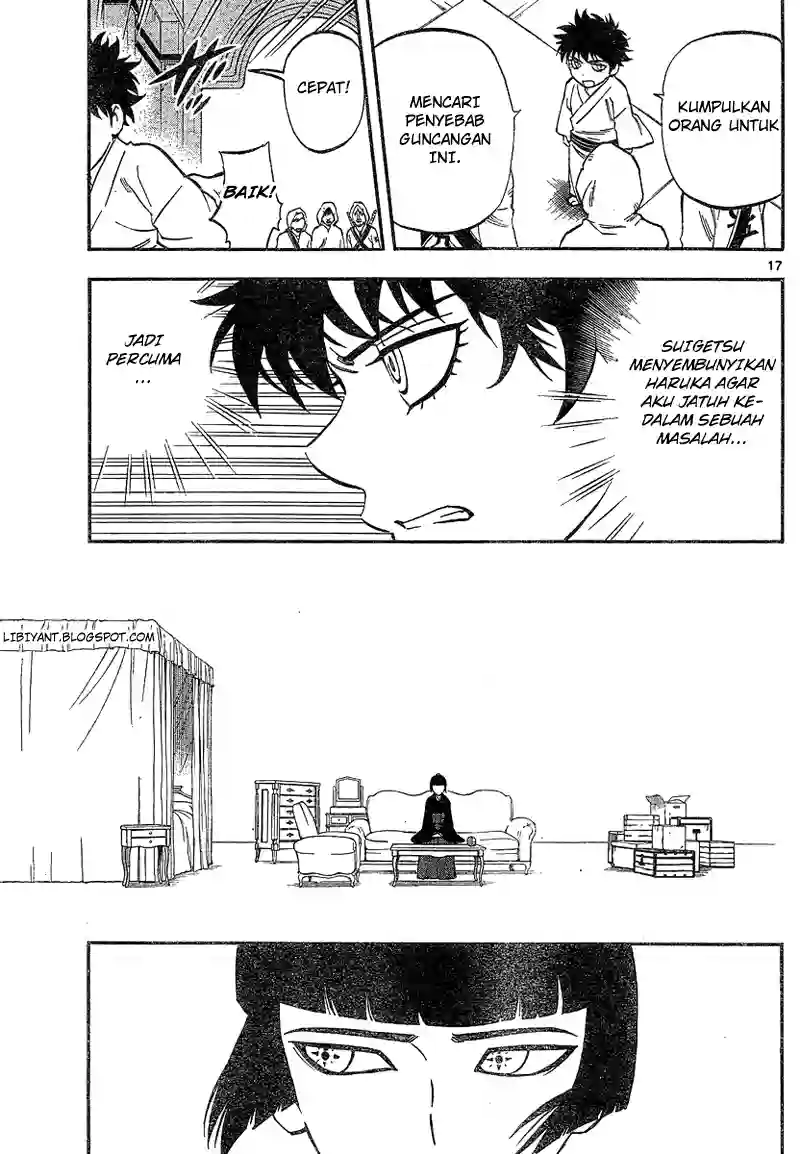 KUMPULKAN
ORANG UNTUK
MENCARI
PENYEBAB
GUNCANGAN
INI.
CEPAT!
BAIK!
17
SUIGETSU
MENYEMBUNYIKAN
HARUKA AGAR
AKU JATUH KE-
DALAM SEBUAH
MASALAH...
JADI
PERCUMA
...
LIBIYANT.BLOGSPOT.COM